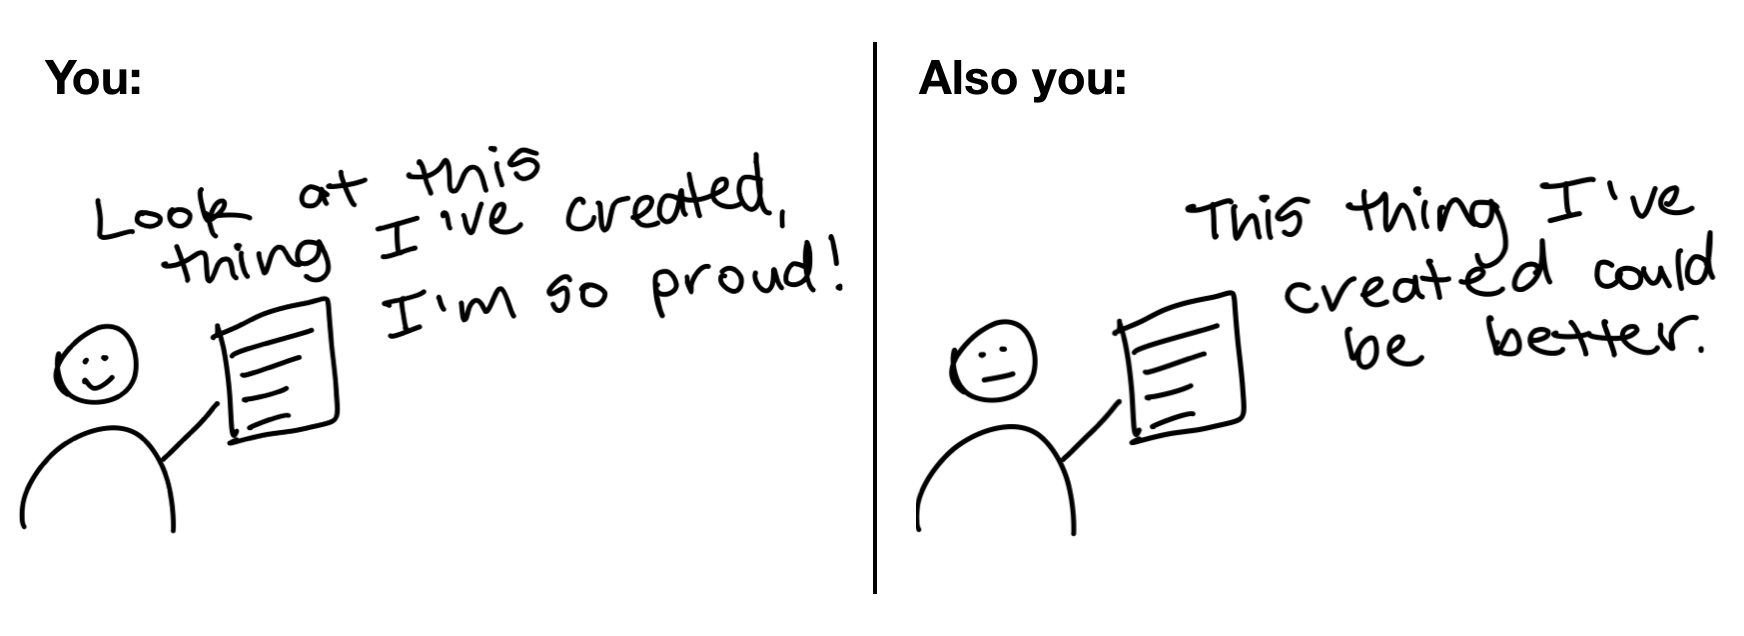 You:
Look at this
thing I've created,
I'm so proud!
Also you:
This thing I've
created could
be better.